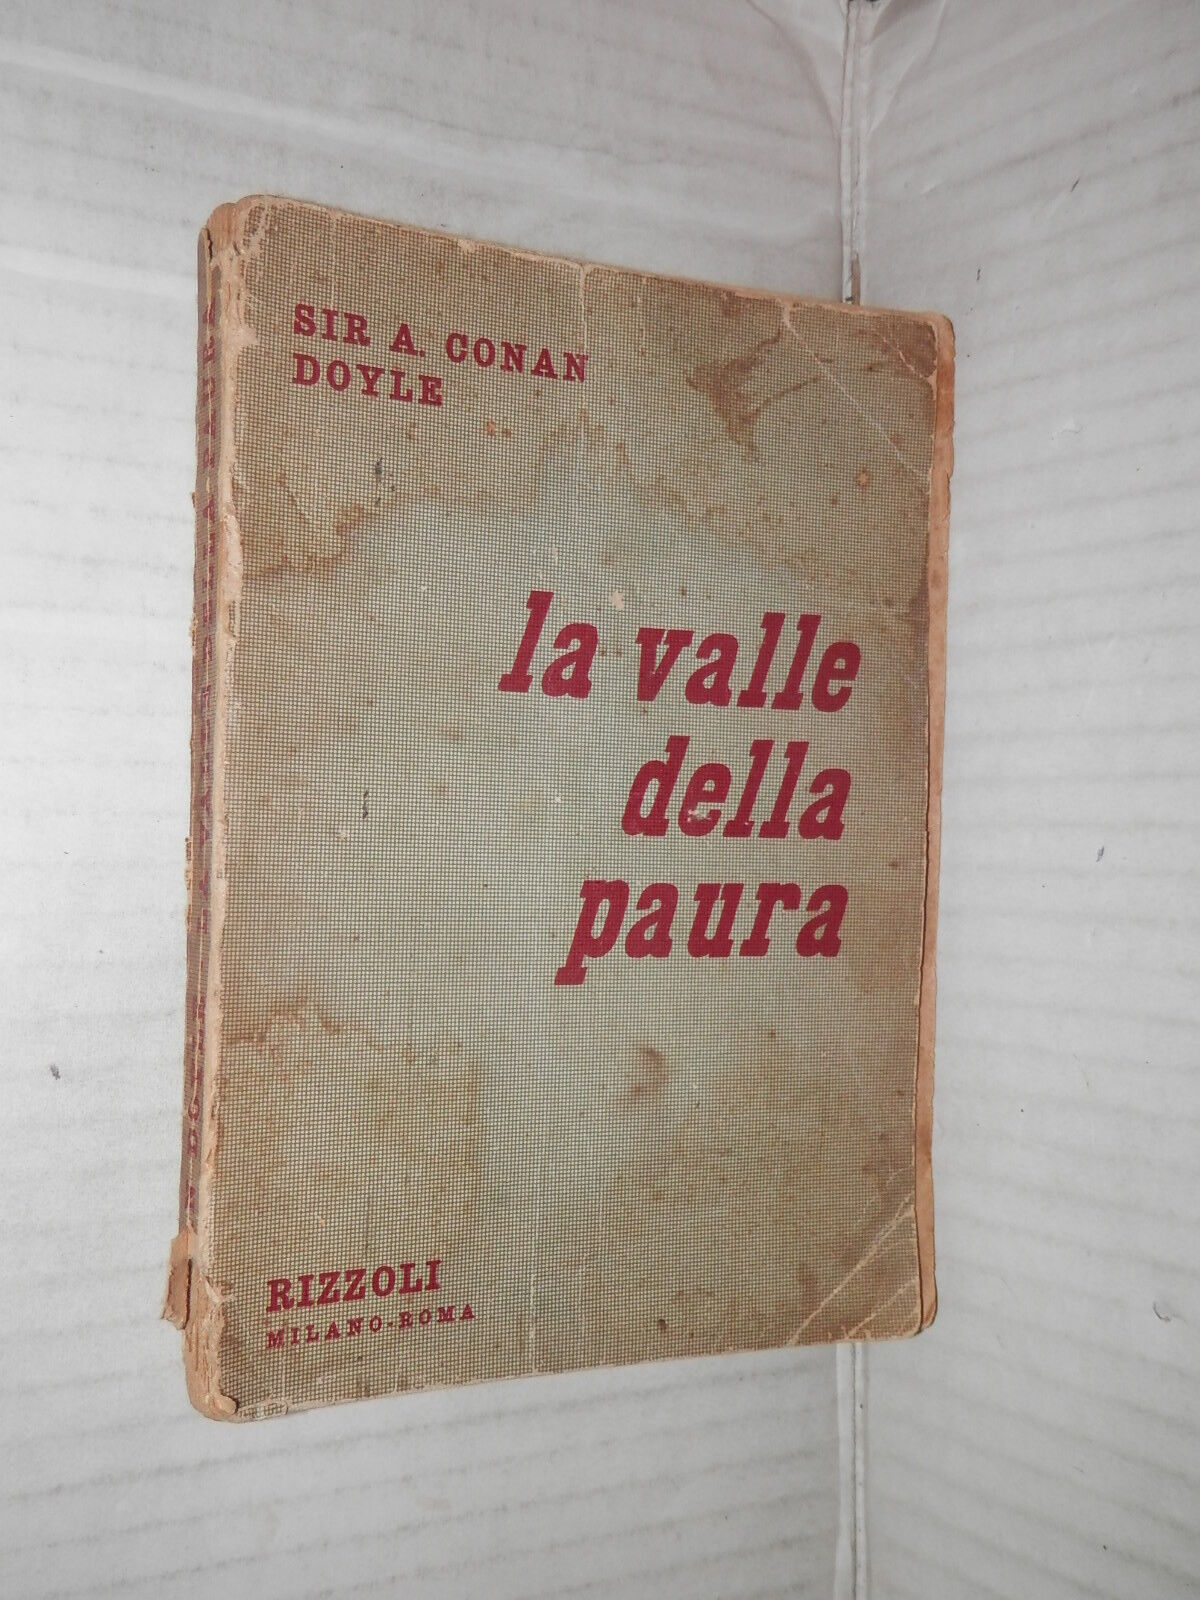 SIR A. CONAN
DOYLE
la valle
della
paura
RIZZOLI
MILANO-ROMA